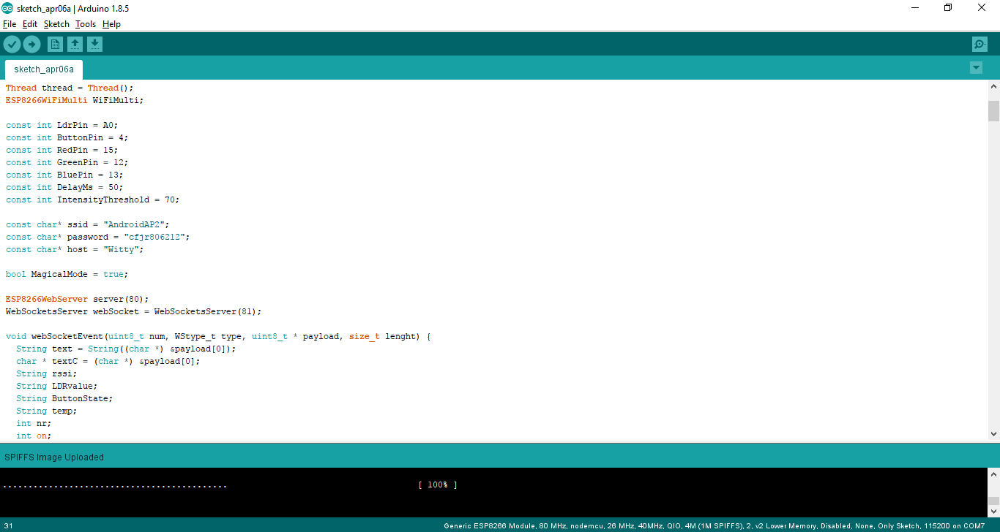 sketch_apr06a | Arduino 1.8.5
File Edit Sketch Tools Help
sketch_apr06a
Thread thread = Thread();
ESP8266WiFiMulti WiFiMulti;
const int LdrPin = A0;
const int ButtonPin = 4;
const int RedPin = 15;
const int GreenPin = 12;
const int BluePin = 13;
const int DelayMs = 50;
const int IntensityThreshold = 70;
const char* ssid = "AndroidAP2";
const char* password = "cfjr806212";
const char* host = "Witty";
bool MagicalMode = true;
ESP8266WebServer server(80);
WebSocketsServer webSocket = WebSocketsServer(81);
void webSocketEvent(uint8_t num, WStype_t type, uint8_t * payload, size_t lenght) {
String text = String((char *) &payload[0]);
char * textC = (char *) &payload[0];
String rssi;
String LDRvalue;
String ButtonState;
String temp;
int nr;
int on;
SPIFFS Image Uploaded
............................................ [ 100% ]
31 Generic ESP8266 Module, 80 MHz, nodemcu, 26 MHz, 40MHz, QIO, 4M (1M SPIFFS), 2, v2 Lower Memory, Disabled, None, Only Sketch, 115200 on COM7